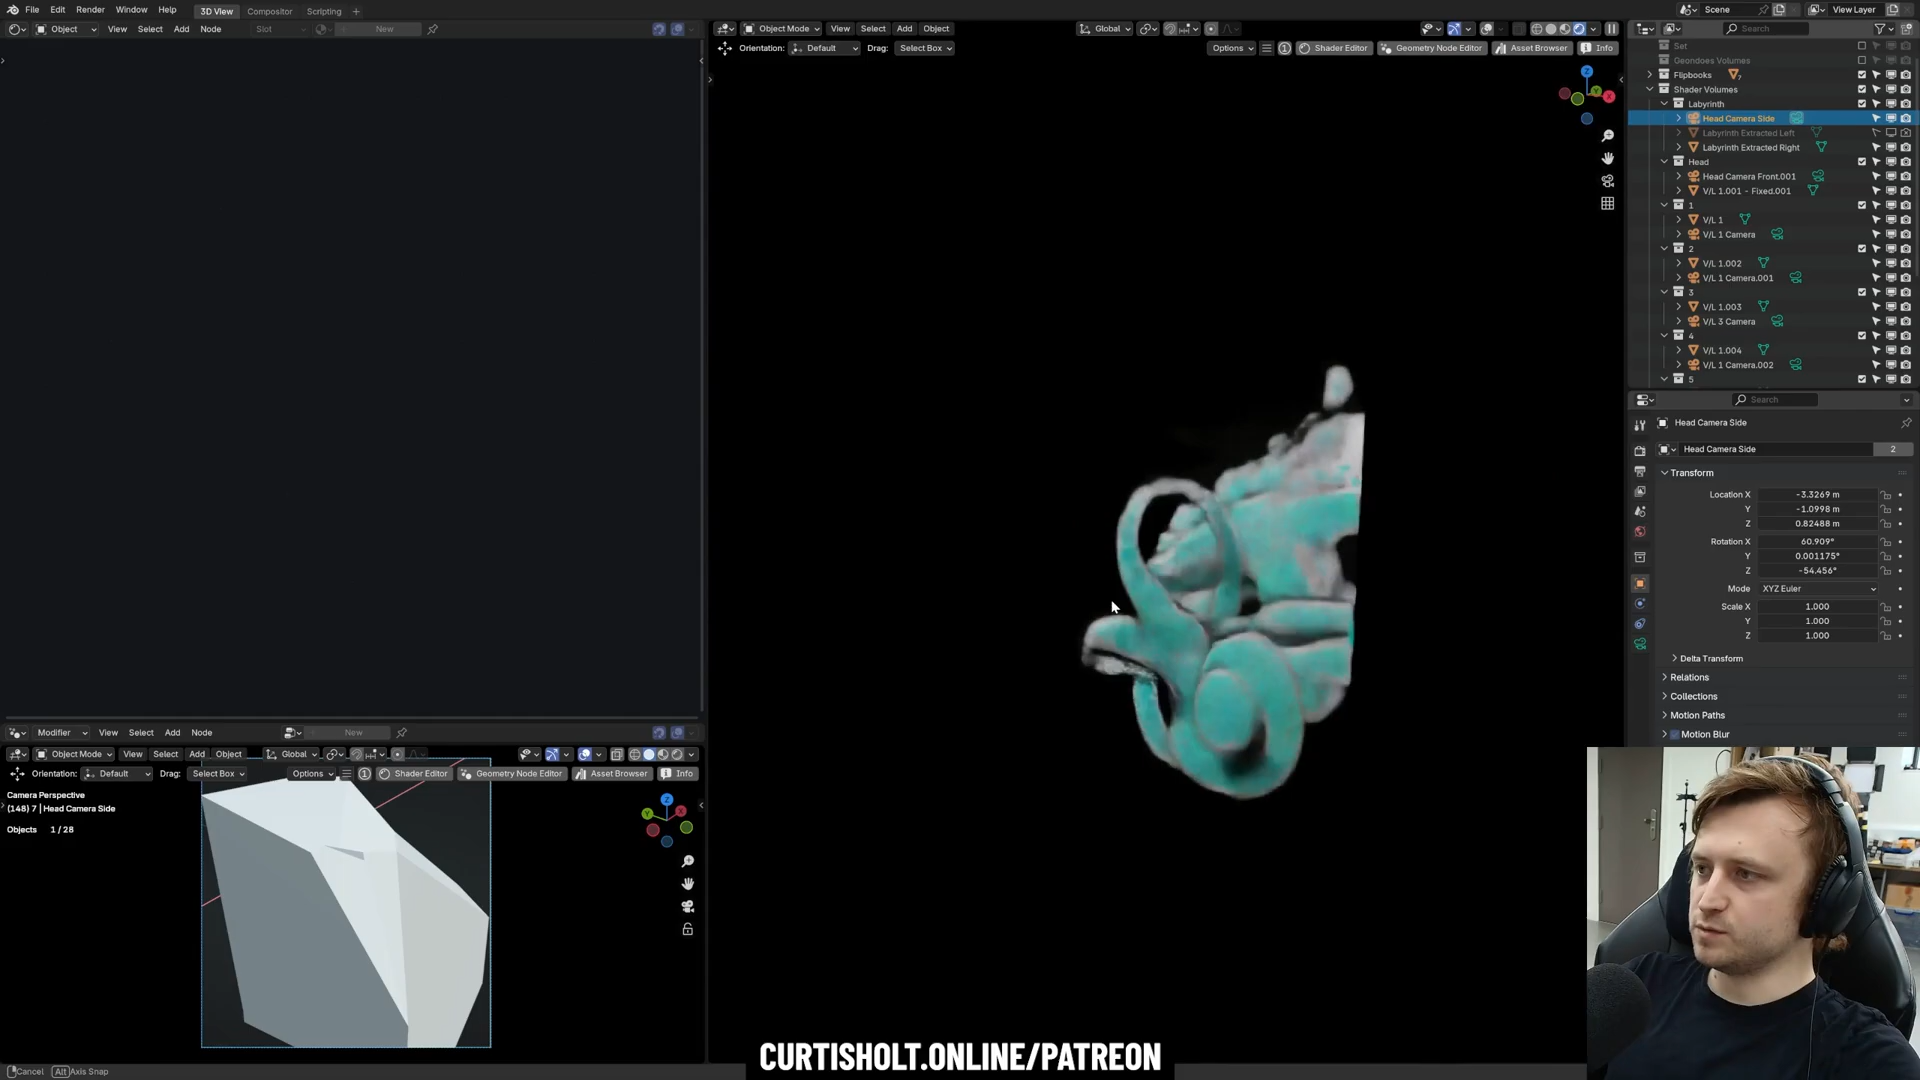 File Edit Render Window Help 3D View Compositor Scripting + Scene View Layer
Object View Select Add Node Slot New
Object Mode View Select Add Object Global
Orientation: Default Drag: Select Box Options Shader Editor Geometry Node Editor Asset Browser Info
Search
Set
Geondoes Volumes
Flipbooks 7
Shader Volumes
Labyrinth
Head Camera Side
Labyrinth Extracted Left
Labyrinth Extracted Right
Head
Head Camera Front.001
V/L 1.001 - Fixed.001
1
V/L 1
V/L 1 Camera
2
V/L 1.002
V/L 1 Camera.001
3
V/L 1.003
V/L 3 Camera
4
V/L 1.004
V/L 1 Camera.002
5
Search
Head Camera Side
Head Camera Side 2
Transform
Location X -3.3269 m
Y -1.0998 m
Z 0.82488 m
Rotation X 60.909°
Y 0.001175°
Z -54.456°
Mode XYZ Euler
Scale X 1.000
Y 1.000
Z 1.000
Delta Transform
Relations
Collections
Motion Paths
Motion Blur
Modifier View Select Add Node New
Object Mode View Select Add Object Global
Orientation: Default Drag: Select Box Options Shader Editor Geometry Node Editor Asset Browser Info
Camera Perspective
(148) 7 | Head Camera Side
Objects 1 / 28
CURTISHOLT.ONLINE/PATREON
Cancel Alt Axis Snap